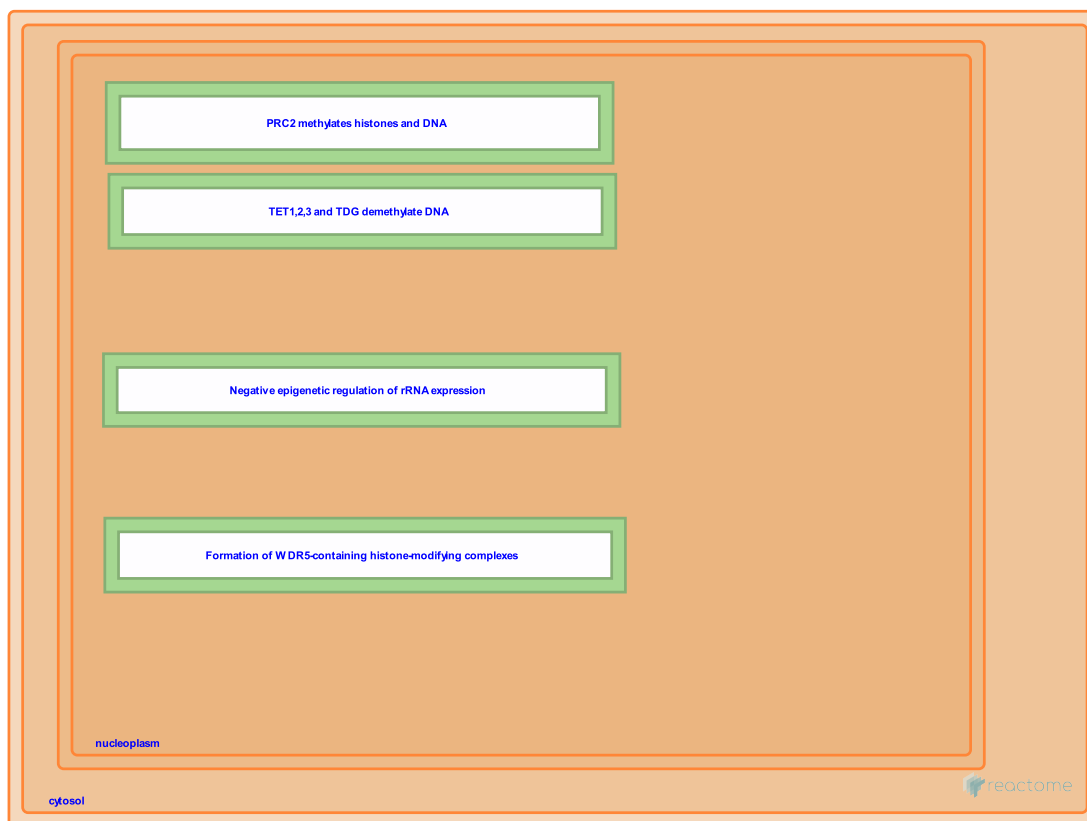 PRC2 methylates histones and DNA
TET1,2,3 and TDG demethylate DNA
Negative epigenetic regulation of rRNA expression
Formation of WDR5-containing histone-modifying complexes
nucleoplasm
reactome
cytosol